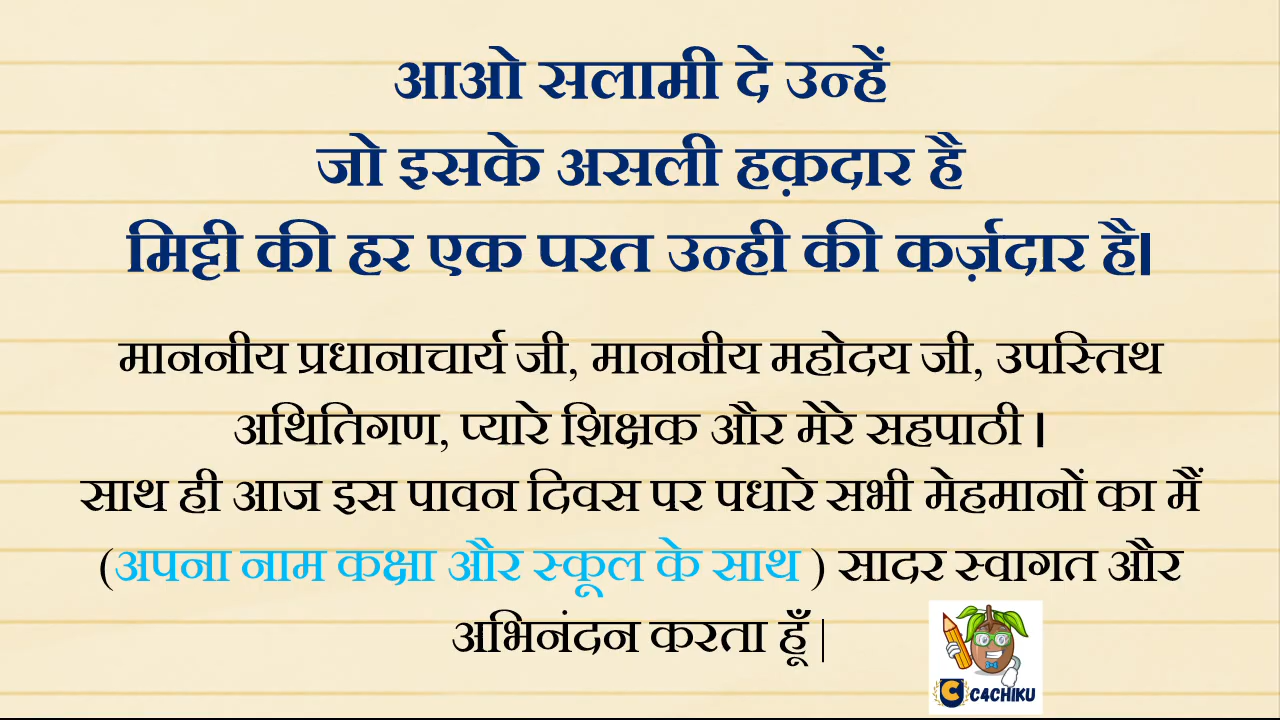 आओ सलामी दे उन्हें
जो इसके असली हक़दार है
मिट्टी की हर एक परत उन्ही की कर्ज़दार है।
माननीय प्रधानाचार्य जी, माननीय महोदय जी, उपस्तिथ
अथितिगण, प्यारे शिक्षक और मेरे सहपाठी ।
साथ ही आज इस पावन दिवस पर पधारे सभी मेहमानों का मैं
(अपना नाम कक्षा और स्कूल के साथ ) सादर स्वागत और
अभिनंदन करता हूँ |
C C4CHIKU